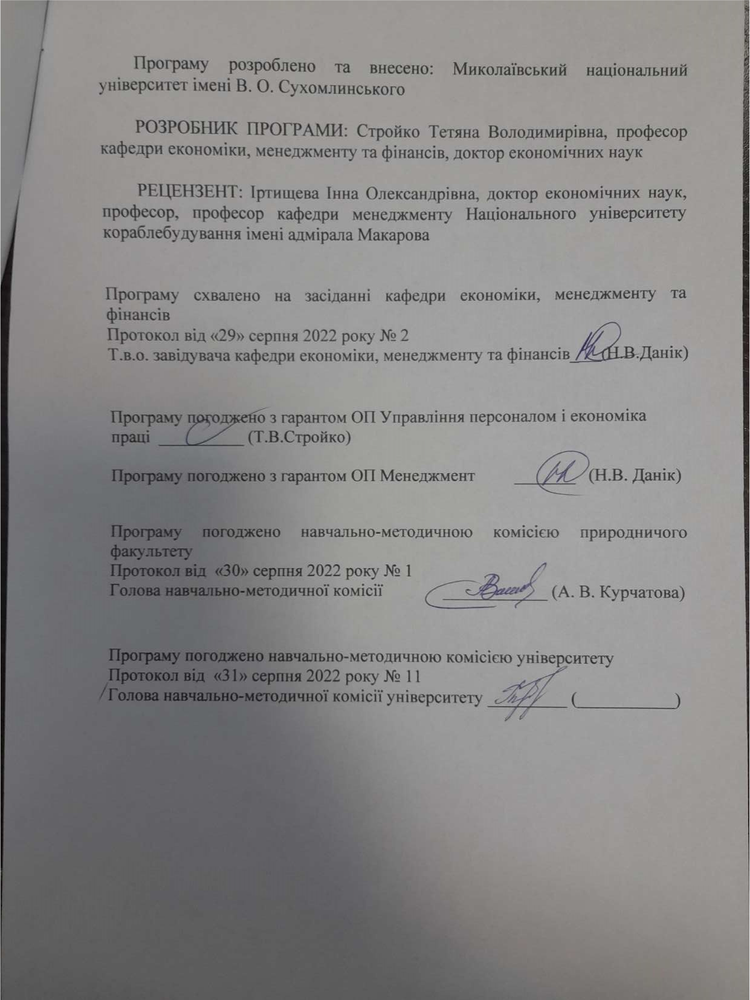 Програму розроблено та внесено: Миколаївський національний
університет імені В. О. Сухомлинського
РОЗРОБНИК ПРОГРАМИ: Стройко Тетяна Володимирівна, професор
кафедри економіки, менеджменту та фінансів, доктор економічних наук
РЕЦЕНЗЕНТ: Іртищева Інна Олександрівна, доктор економічних наук,
професор, професор кафедри менеджменту Національного університету
кораблебудування імені адмірала Макарова
Програму схвалено на засіданні кафедри економіки, менеджменту та
фінансів
Протокол від «29» серпня 2022 року № 2
Т.в.о. завідувача кафедри економіки, менеджменту та фінансів____(Н.В.Данік)
Програму погоджено з гарантом ОП Управління персоналом і економіка
праці __________ (Т.В.Стройко)
Програму погоджено з гарантом ОП Менеджмент _______ (Н.В. Данік)
Програму погоджено навчально-методичною комісією природничого
факультету
Протокол від «30» серпня 2022 року № 1
Голова навчально-методичної комісії ____________ (А. В. Курчатова)
Програму погоджено навчально-методичною комісією університету
Протокол від «31» серпня 2022 року № 11
Голова навчально-методичної комісії університету _________ (___________)